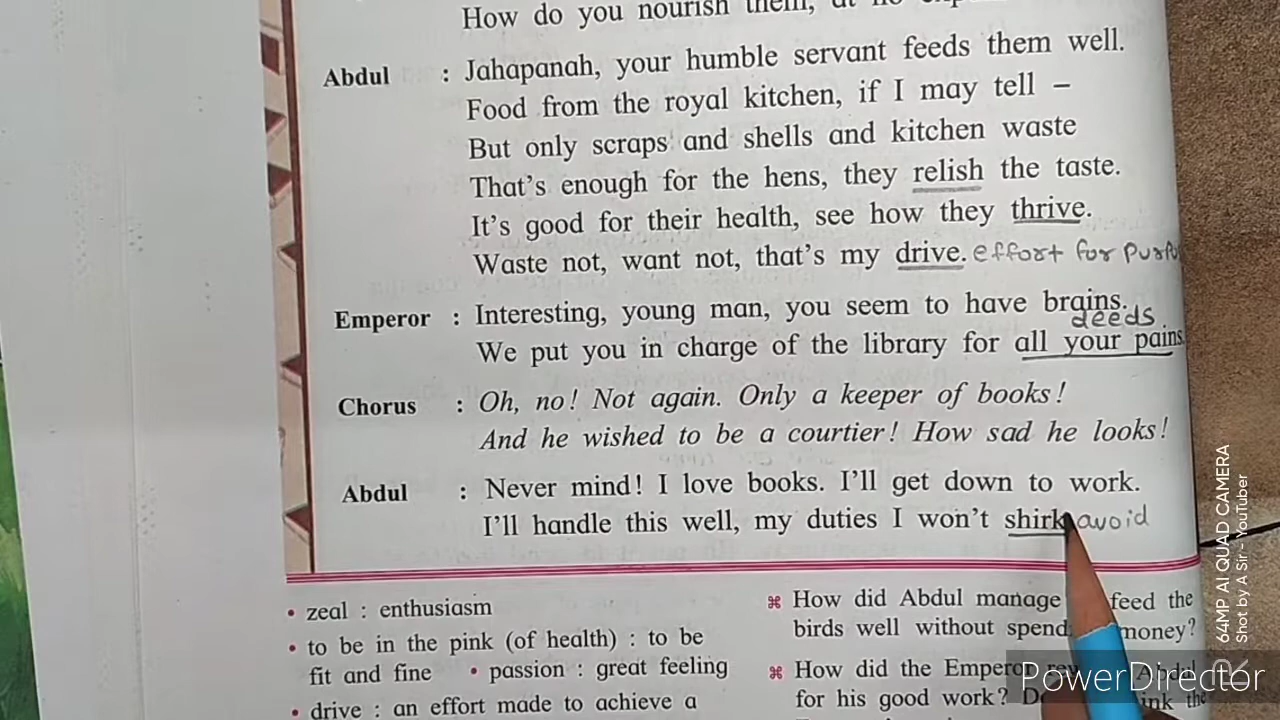 How do you nourish them, at no
Abdul : Jahapanah, your humble servant feeds them well.
Food from the royal kitchen, if I may tell –
But only scraps and shells and kitchen waste
That's enough for the hens, they relish the taste.
It's good for their health, see how they thrive.
Waste not, want not, that's my drive. effort for
Emperor : Interesting, young man, you seem to have brains.
deeds
We put you in charge of the library for all your pains.
Chorus : Oh, no! Not again. Only a keeper of books!
And he wished to be a courtier! How sad he looks!
Abdul : Never mind! I love books. I'll get down to work.
I'll handle this well, my duties I won't shirk avoid
• zeal : enthusiasm
• to be in the pink (of health) : to be
fit and fine • passion : great feeling
• drive : an effort made to achieve a
⌘ How did Abdul manage feed the
birds well without money?
⌘ How did the Emperor Abdul
for his good work? the
64MP AI QUAD CAMERA
Shot by A Sir - YouTuber
PowerDirector